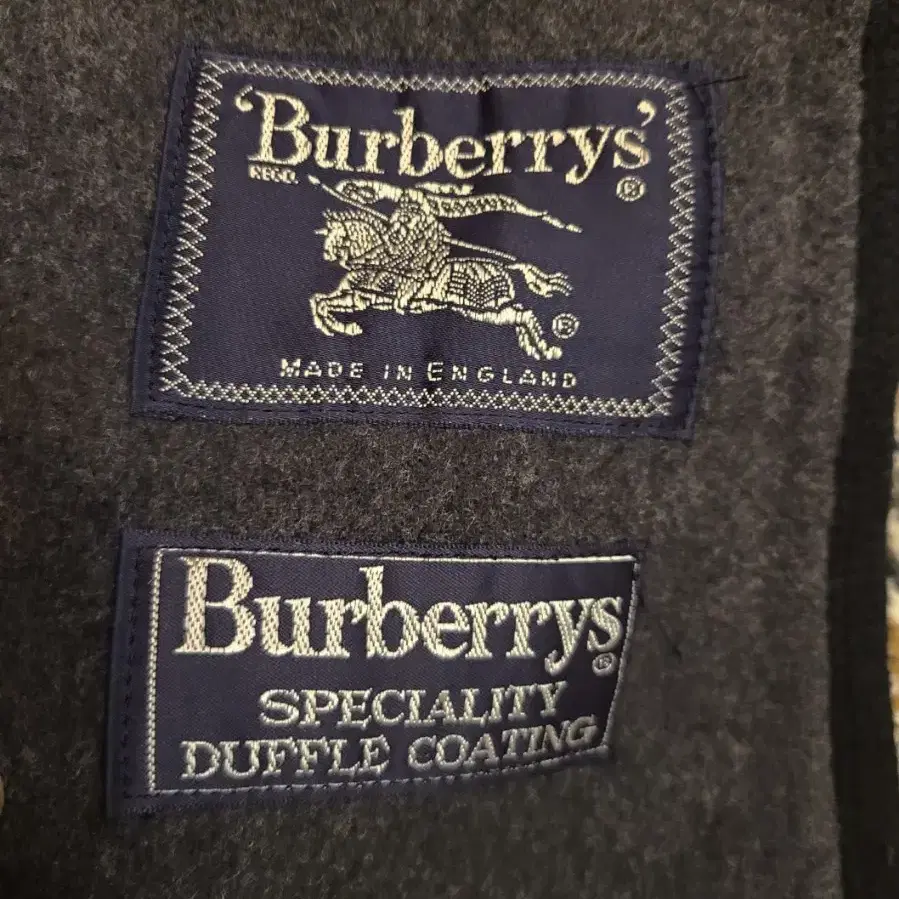 'Burberrys'
REGD. ®
®
MADE IN ENGLAND
Burberrys
®
SPECIALITY
DUFFLE COATING